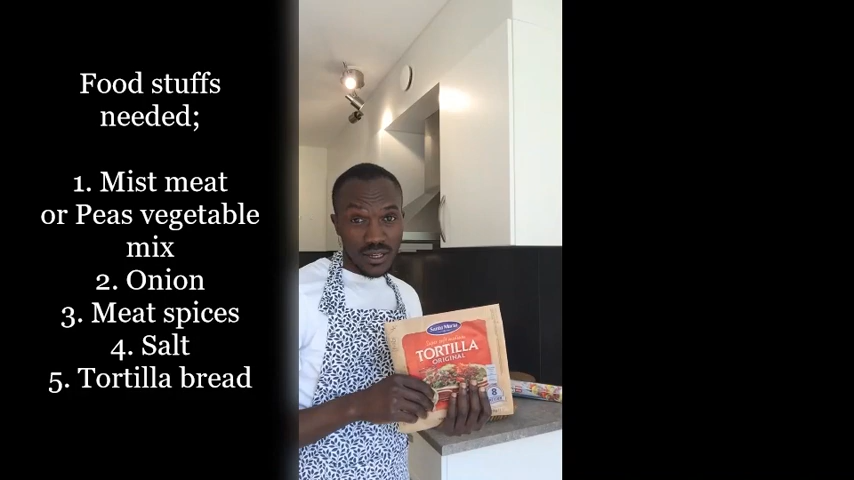 Food stuffs
needed;
1. Mist meat
or Peas vegetable
mix
2. Onion
3. Meat spices
4. Salt
5. Tortilla bread
Santa Maria
TORTILLA
ORIGINAL
8